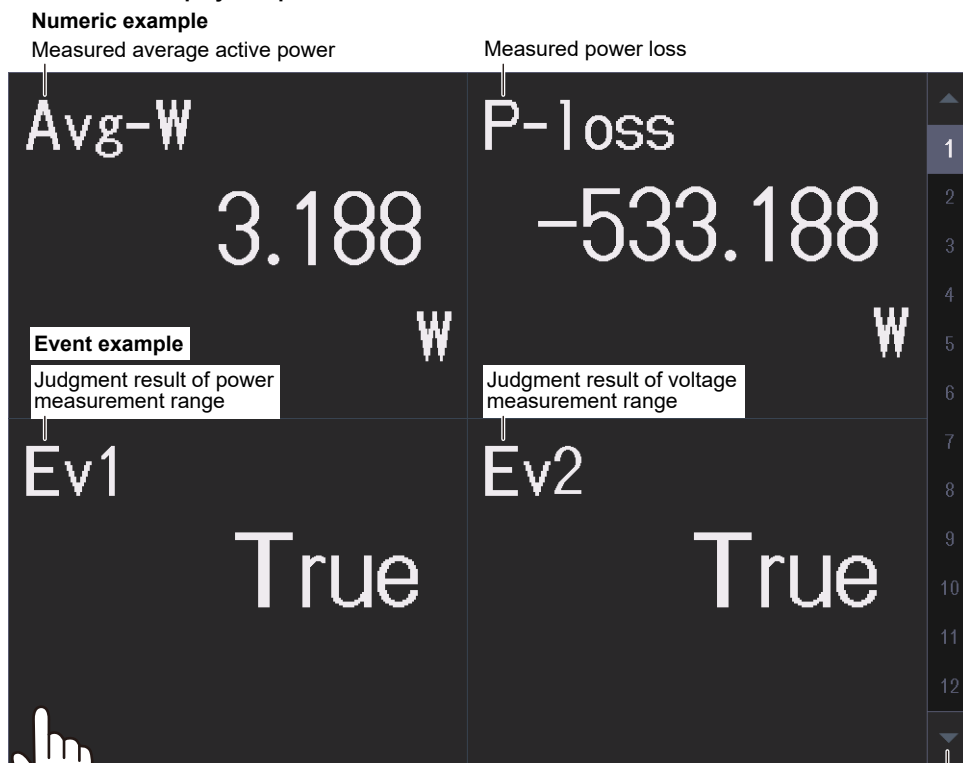 Numeric example
Measured average active power
Measured power loss
Avg-W
P-loss
3.188
-533.188
W
W
Event example
Judgment result of power
measurement range
Judgment result of voltage
measurement range
Ev1
Ev2
True
True
1
2
3
4
5
6
7
8
9
10
11
12